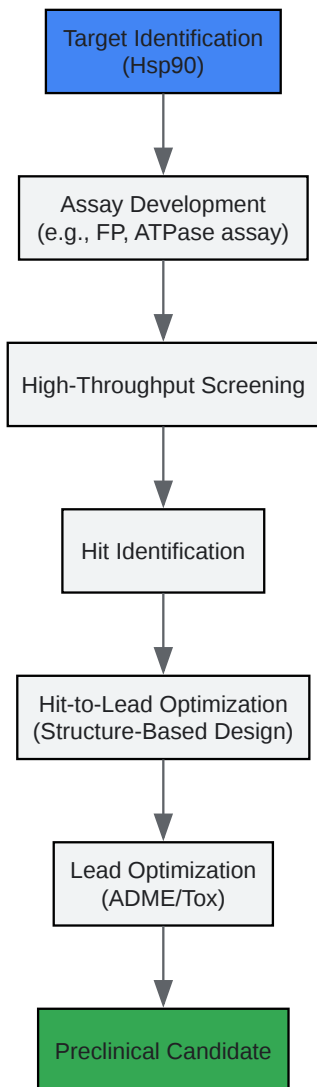 Target Identification
(Hsp90)
Assay Development
(e.g., FP, ATPase assay)
High-Throughput Screening
Hit Identification
Hit-to-Lead Optimization
(Structure-Based Design)
Lead Optimization
(ADME/Tox)
Preclinical Candidate